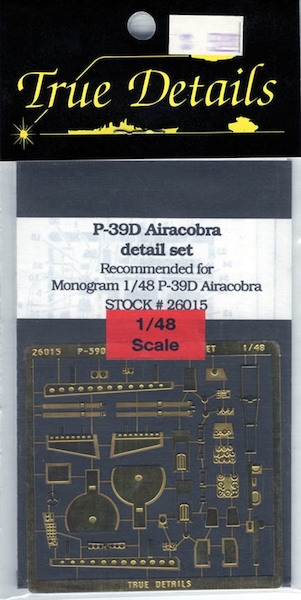 True Details
P-39D Airacobra
detail set
Recommended for
Monogram 1/48 P-39D Airacobra
STOCK # 26015
1/48
Scale
26015 P-39D ET 1/48
TRUE DETAILS